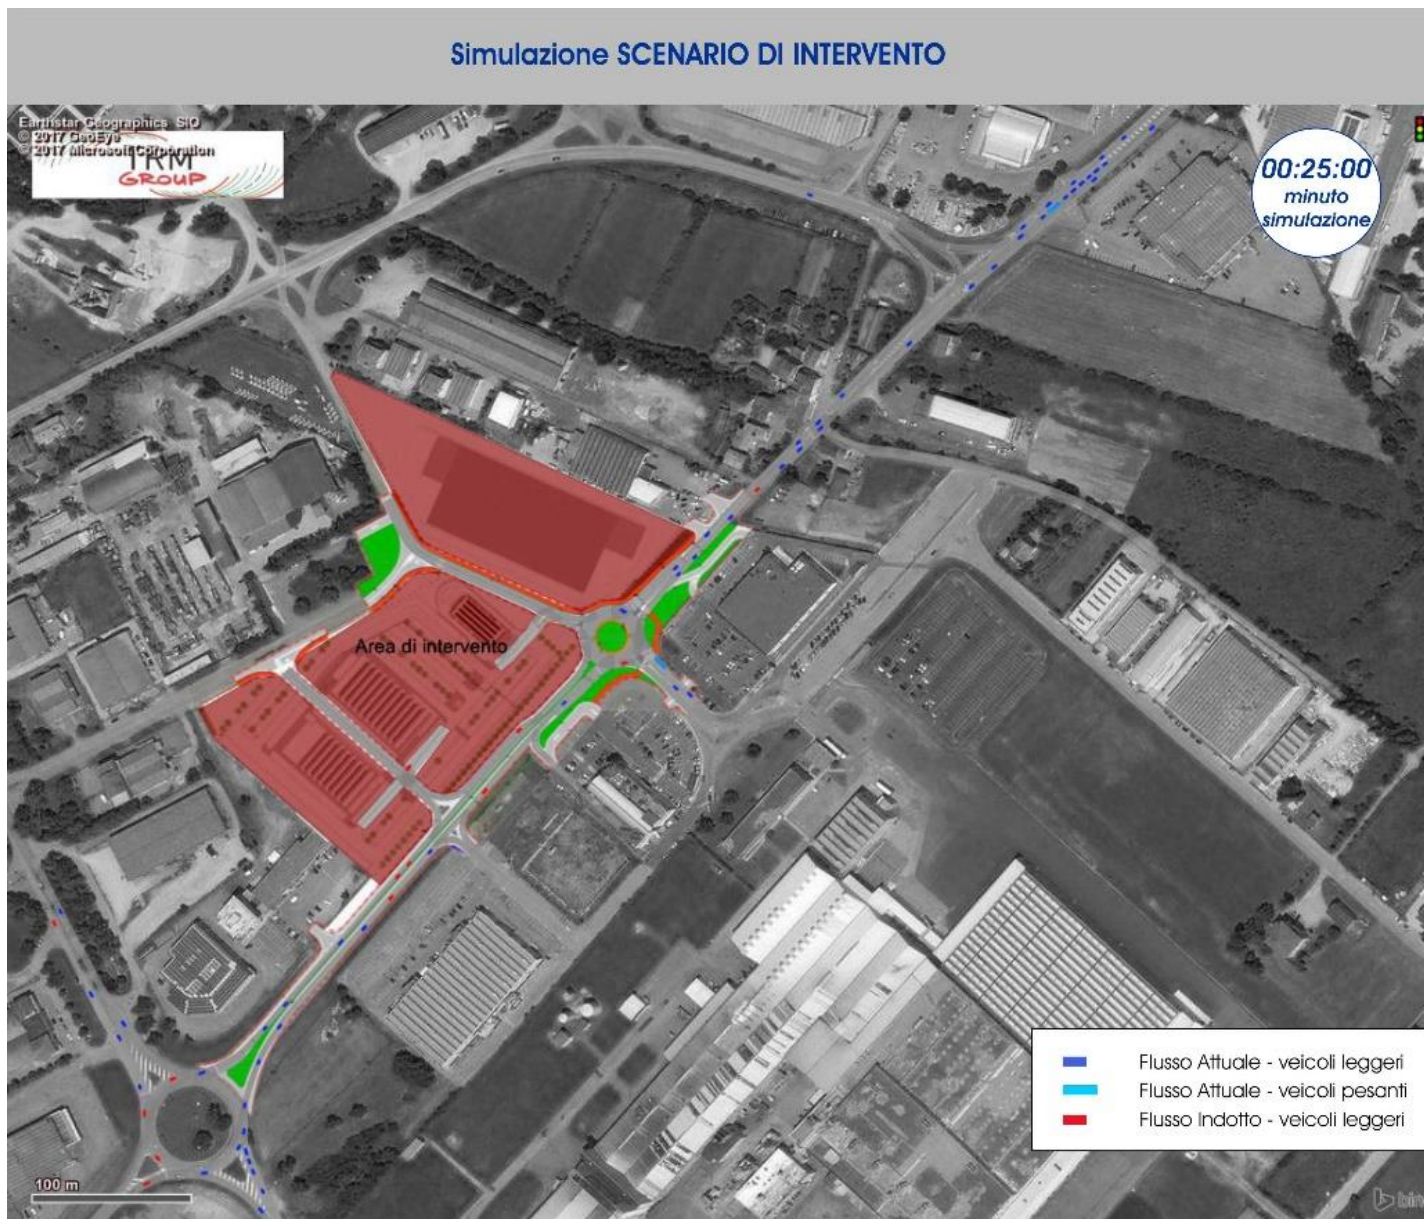 Simulazione SCENARIO DI INTERVENTO
Earthstar Geographics SIO
© 2017 GeoEye
© 2017 Microsoft Corporation
TRM
GROUP
00:25:00
minuto
simulazione
Area di intervento
Flusso Attuale - veicoli leggeri
Flusso Attuale - veicoli pesanti
Flusso Indotto - veicoli leggeri
100 m
bin